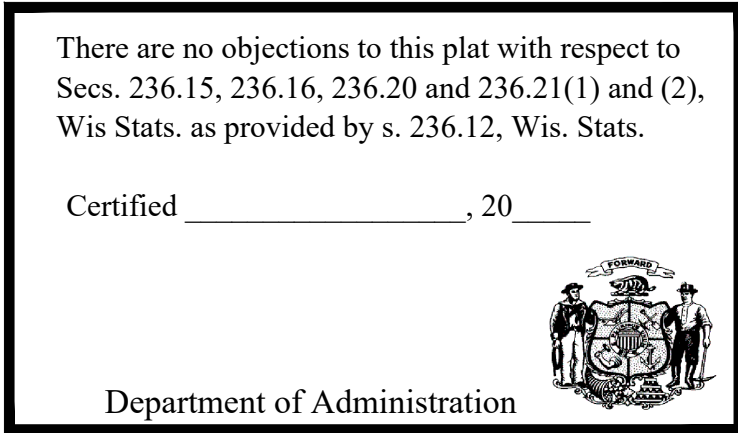 There are no objections to this plat with respect to
Secs. 236.15, 236.16, 236.20 and 236.21(1) and (2),
Wis Stats. as provided by s. 236.12, Wis. Stats.
Certified __________________, 20_____
FORWARD
Department of Administration